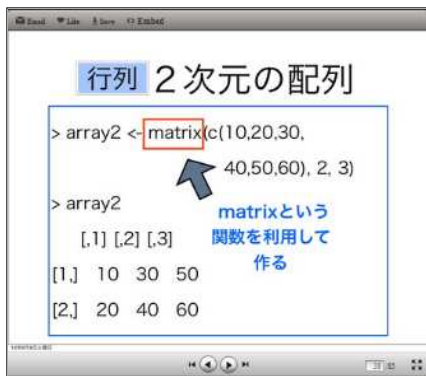 Email Like Save Embed
行列 2次元の配列
> array2 <- matrix(c(10,20,30,
40,50,60), 2, 3)
> array2
[,1] [,2] [,3]
[1,] 10 30 50
[2,] 20 40 60
matrixという
関数を利用して
作る